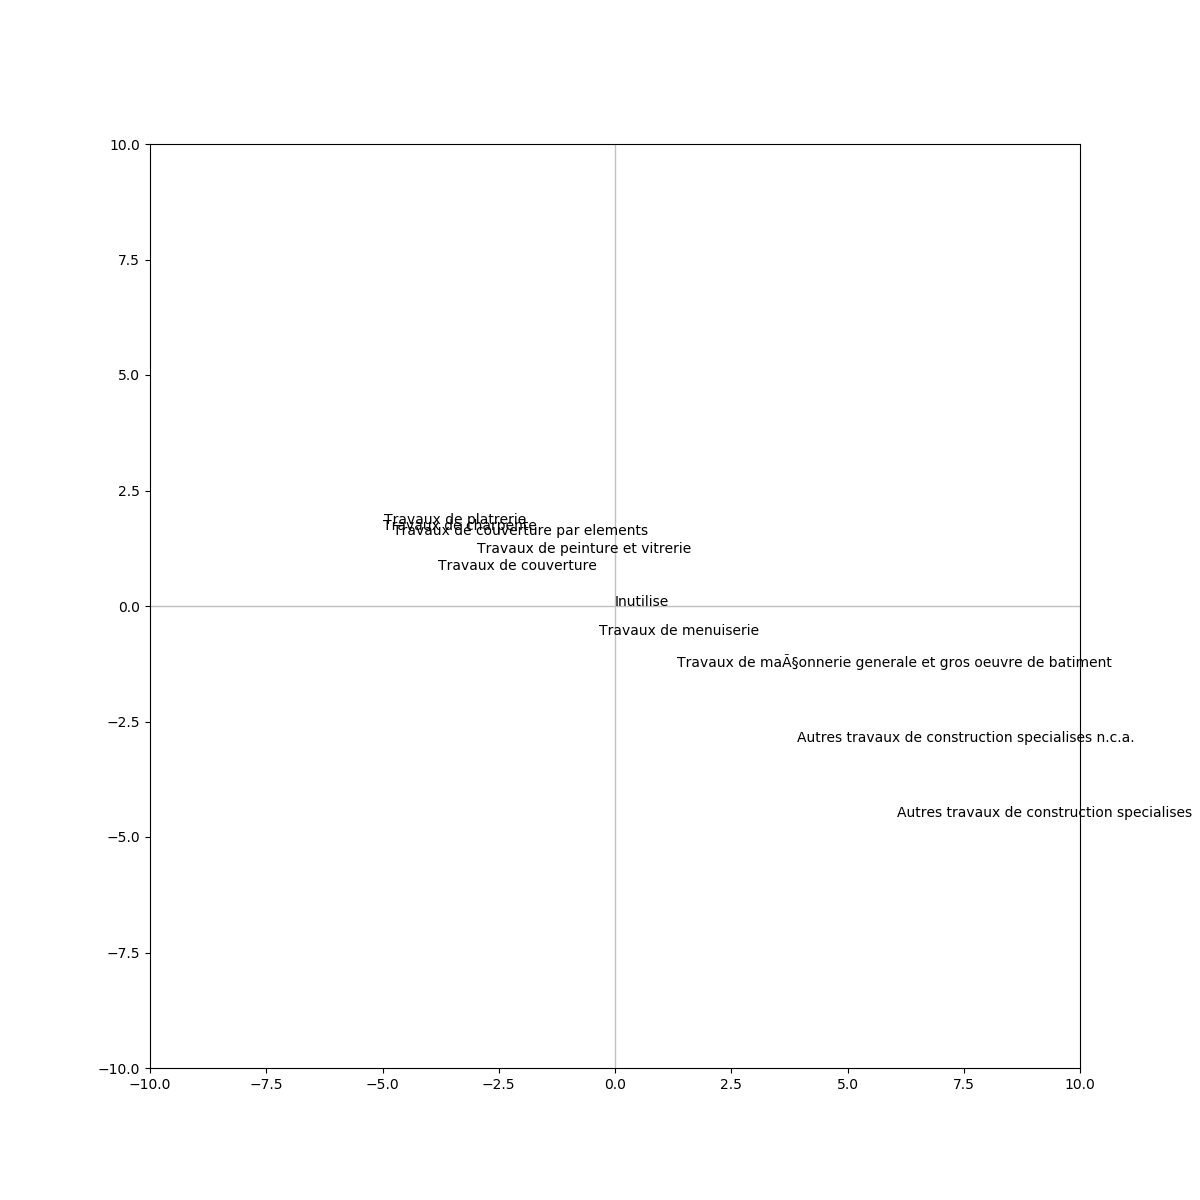 10.0
7.5
5.0
2.5
Travaux de platrerie
Travaux de charpente
Travaux de couverture par elements
Travaux de peinture et vitrerie
Travaux de couverture
Inutilise
0.0
Travaux de menuiserie
Travaux de maÃ§onnerie generale et gros oeuvre de batiment
−2.5
Autres travaux de construction specialises n.c.a.
Autres travaux de construction specialises
−5.0
−7.5
−10.0
−10.0 −7.5 −5.0 −2.5 0.0 2.5 5.0 7.5 10.0